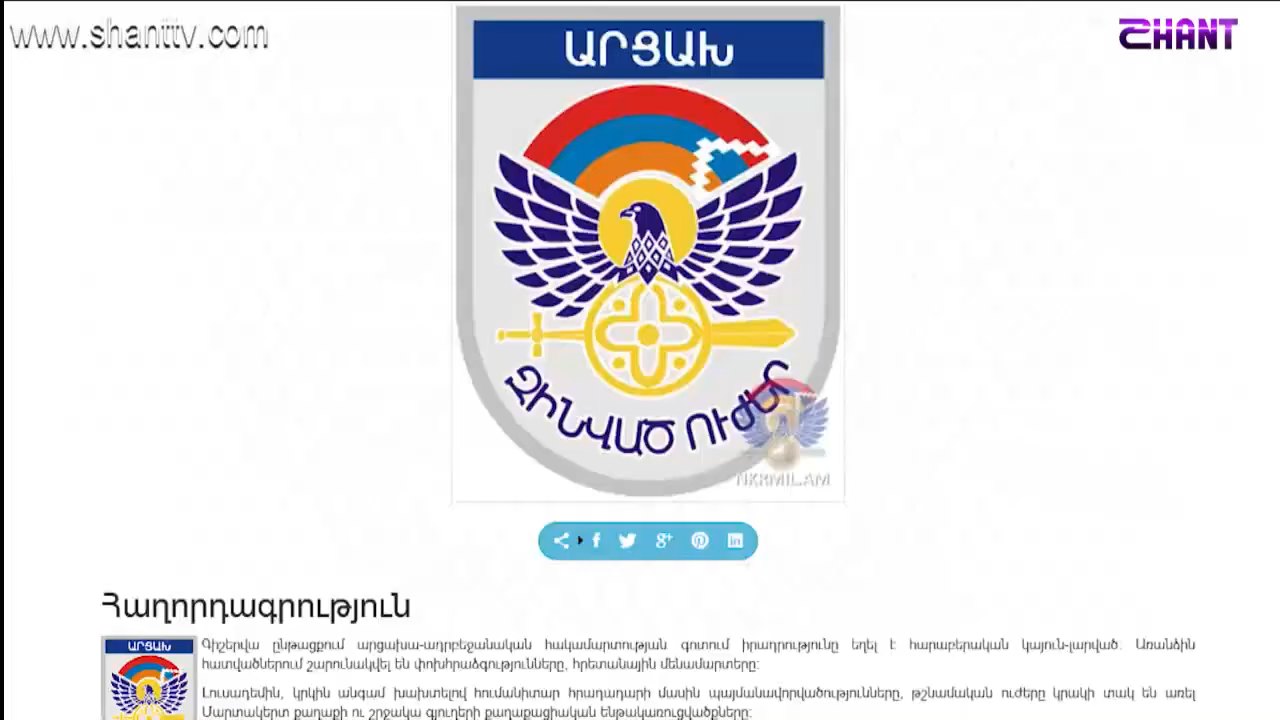 www.shanttv.com
SHANT
ԱՐՑԱԽ
ԶԻՆՎԱԾ ՈՒԺԵՐ
NKRMIL.AM
Հաղորդագրություն
ԱՐՑԱԽ
Գիշերվա ընթացքում արցախա-ադրբեջանական հակամարտության գոտում իրադրությունը եղել է հարաբերական կայուն-լարված։ Առանձին
հատվածներում շարունակվել են փոխհրաձգությունները, հրետանային մենամարտերը։
Լուսադեմին, կրկին անգամ խախտելով հումանիտար հրադադարի մասին պայմանավորվածությունները, թշնամական ուժերը կրակի տակ են առել
Մարտակերտ քաղաքի ու շրջակա գյուղերի քաղաքացիական ենթակառուցվածքները։